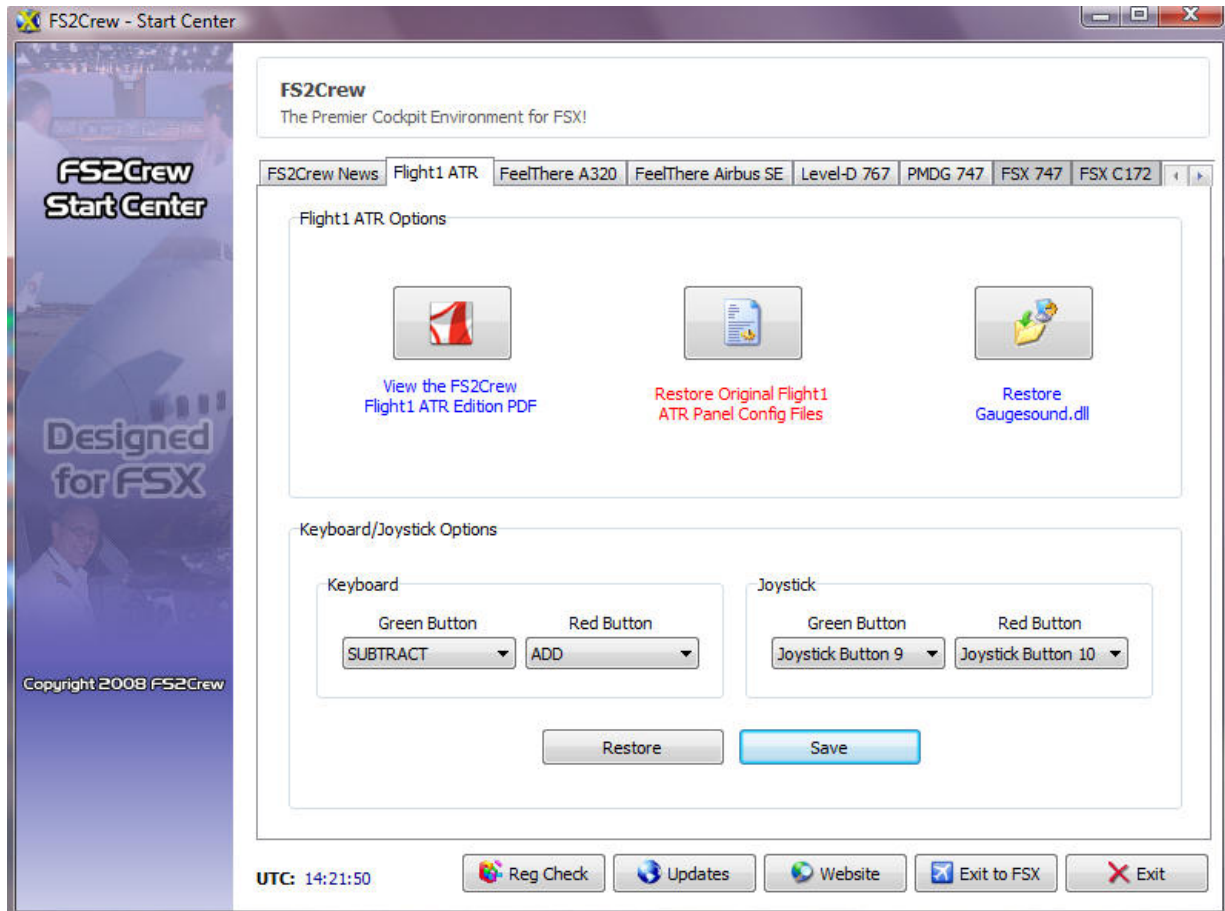 FS2Crew - Start Center
FS2Crew
The Premier Cockpit Environment for FSX!
FS2Crew
Start Center
FS2Crew News Flight1 ATR FeelThere A320 FeelThere Airbus SE Level-D 767 PMDG 747 FSX 747 FSX C172
Flight1 ATR Options
View the FS2Crew
Flight1 ATR Edition PDF
Restore Original Flight1
ATR Panel Config Files
Restore
Gaugesound.dll
Designed
for FSX
Keyboard/Joystick Options
Keyboard
Green Button Red Button
SUBTRACT ADD
Joystick
Green Button Red Button
Joystick Button 9 Joystick Button 10
Copyright 2008 FS2Crew
Restore Save
UTC: 14:21:50 Reg Check Updates Website Exit to FSX Exit